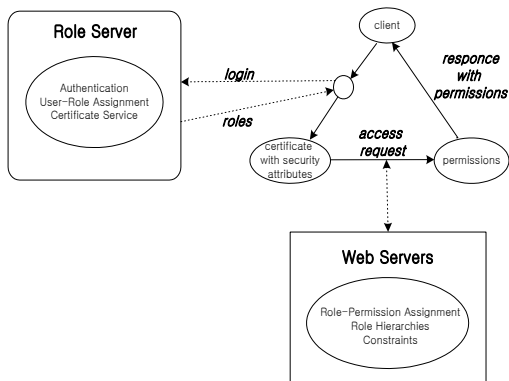 Role Server
Authentication
User-Role Assignment
Certificate Service
login
roles
client
responce
with
permissions
certificate
with security
attributes
access
request
permissions
Web Servers
Role-Permission Assignment
Role Hierarchies
Constraints